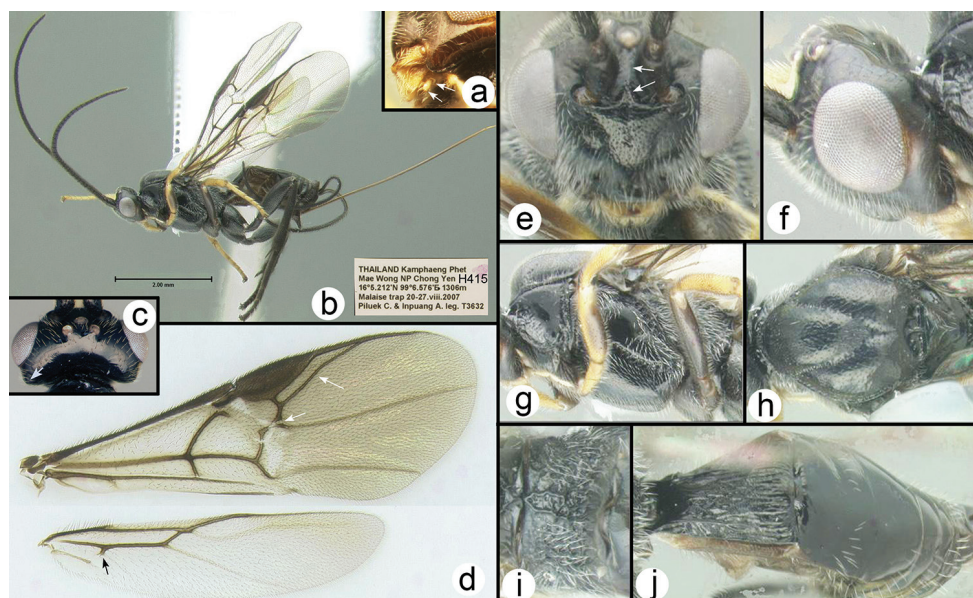 a
b
2.00 mm
THAILAND Kamphaeng Phet
Mae Wong NP Chong Yen H415
16°5.212'N 99°6.576'E 1306m
Malaise trap 20-27.viii.2007
Piluek C. & Inpuang A. leg. T3632
c
d
e
f
g
h
i
j